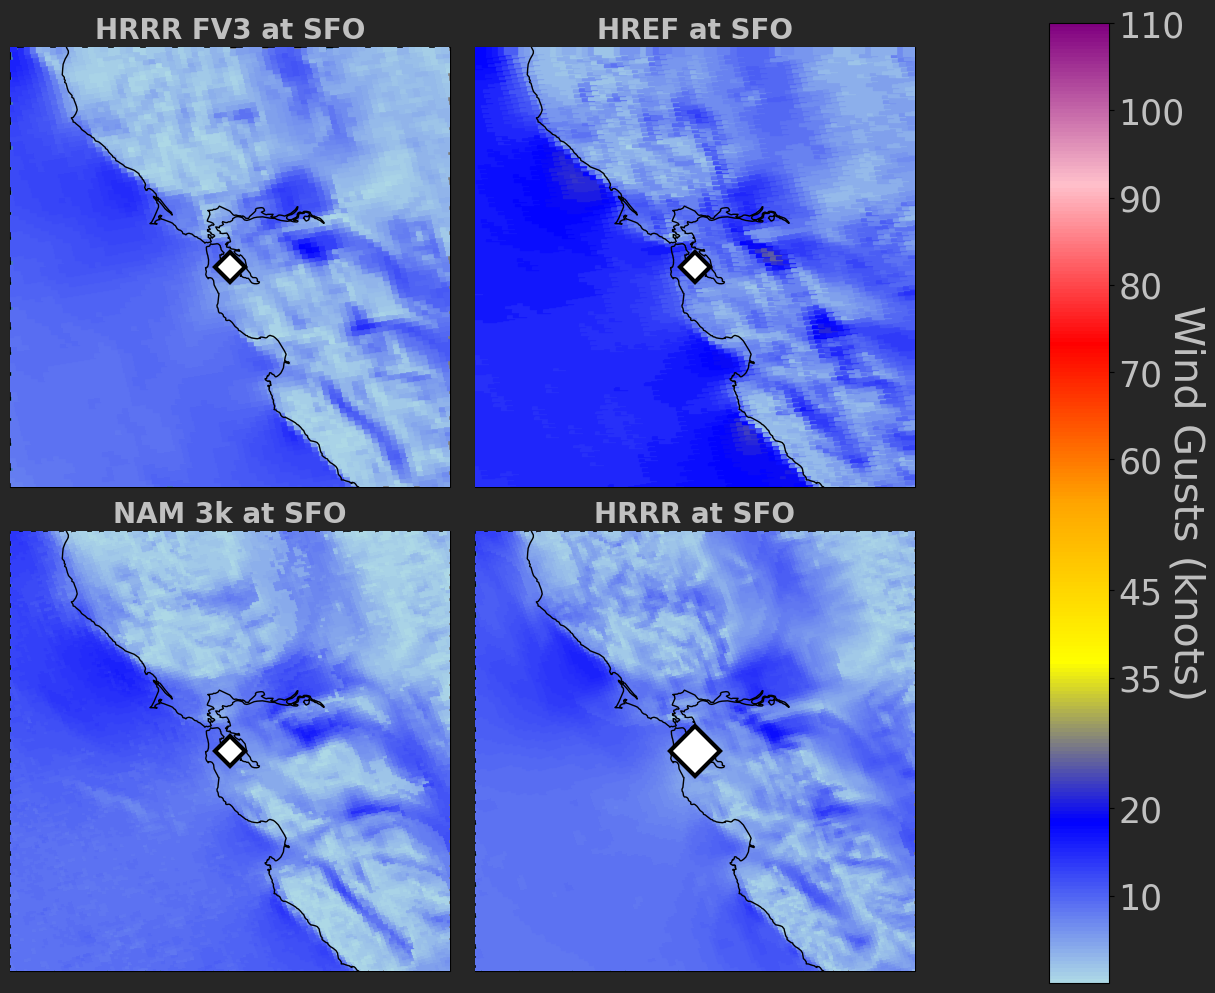 HRRR FV3 at SFO
HREF at SFO
NAM 3k at SFO
HRRR at SFO
110
100
90
80
70
60
45
35
20
10
Wind Gusts (knots)